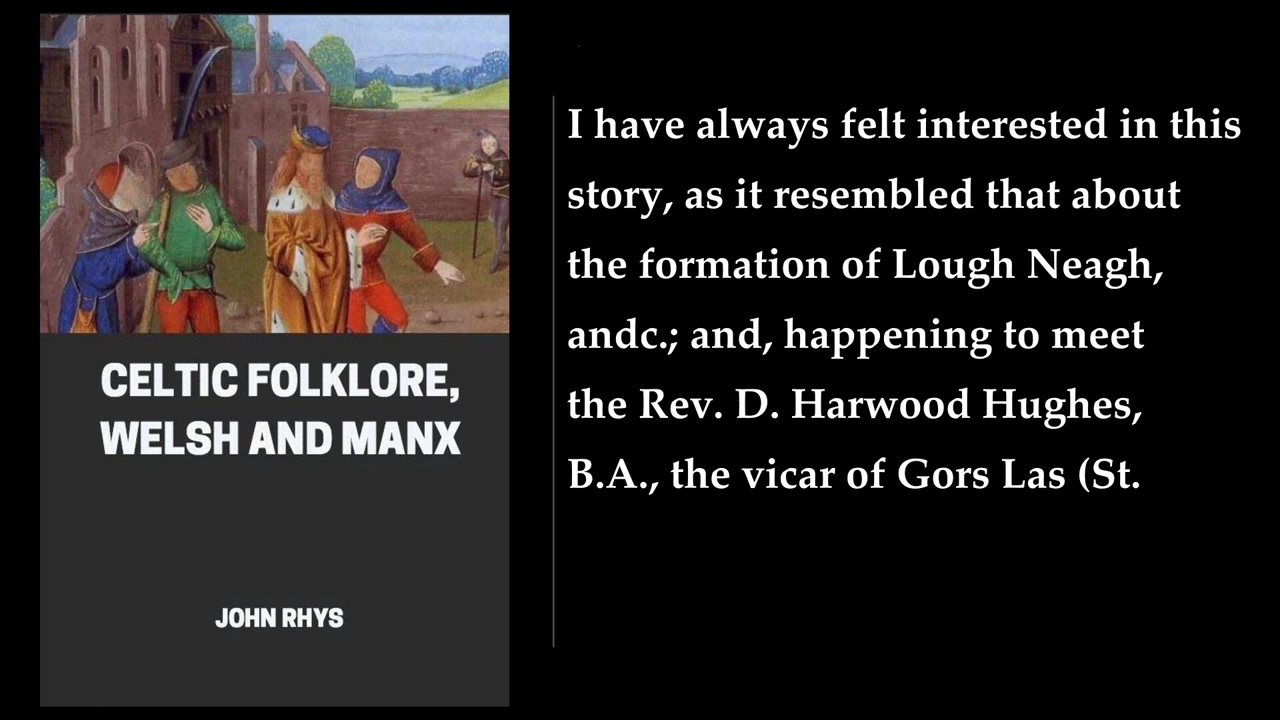 CELTIC FOLKLORE,
WELSH AND MANX
JOHN RHYS
I have always felt interested in this
story, as it resembled that about
the formation of Lough Neagh,
andc.; and, happening to meet
the Rev. D. Harwood Hughes,
B.A., the vicar of Gors Las (St.